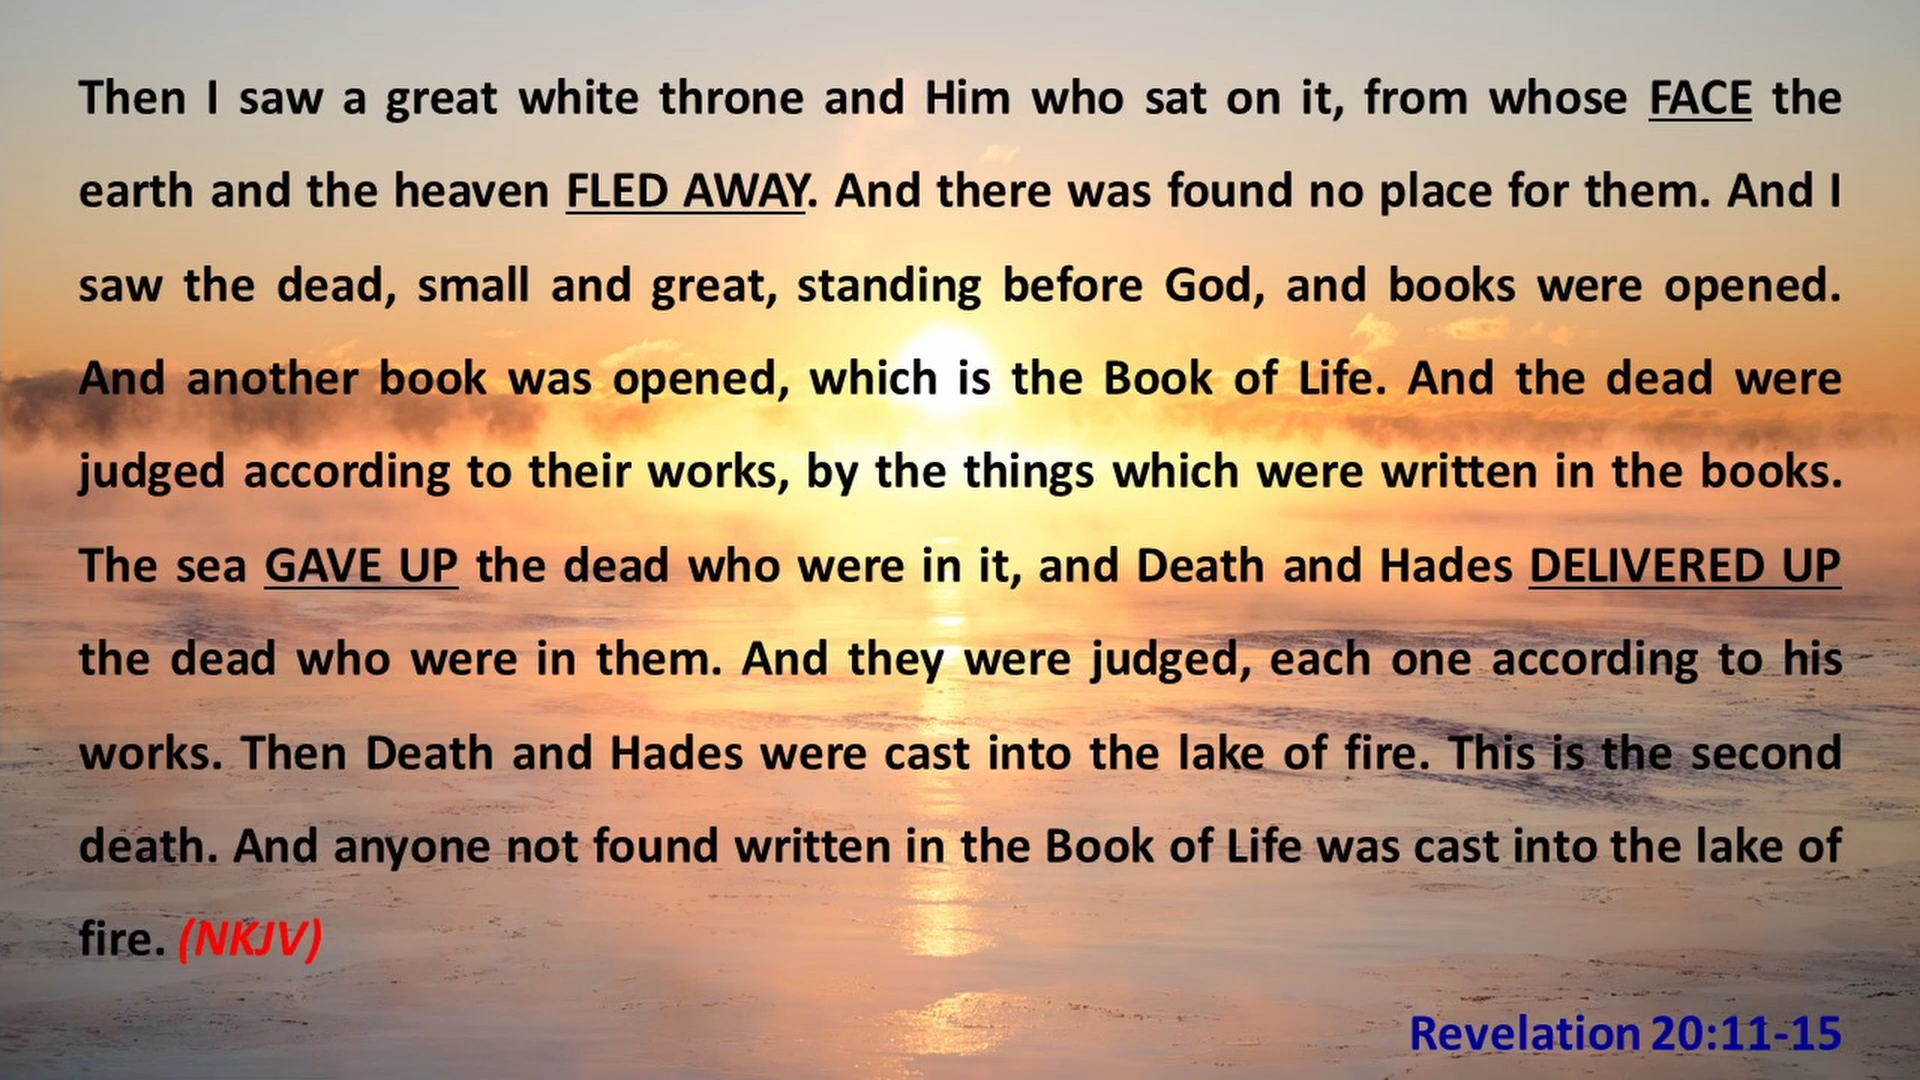 Then I saw a great white throne and Him who sat on it, from whose FACE the
earth and the heaven FLED AWAY. And there was found no place for them. And I
saw the dead, small and great, standing before God, and books were opened.
And another book was opened, which is the Book of Life. And the dead were
judged according to their works, by the things which were written in the books.
The sea GAVE UP the dead who were in it, and Death and Hades DELIVERED UP
the dead who were in them. And they were judged, each one according to his
works. Then Death and Hades were cast into the lake of fire. This is the second
death. And anyone not found written in the Book of Life was cast into the lake of
fire. (NKJV)
Revelation 20:11-15